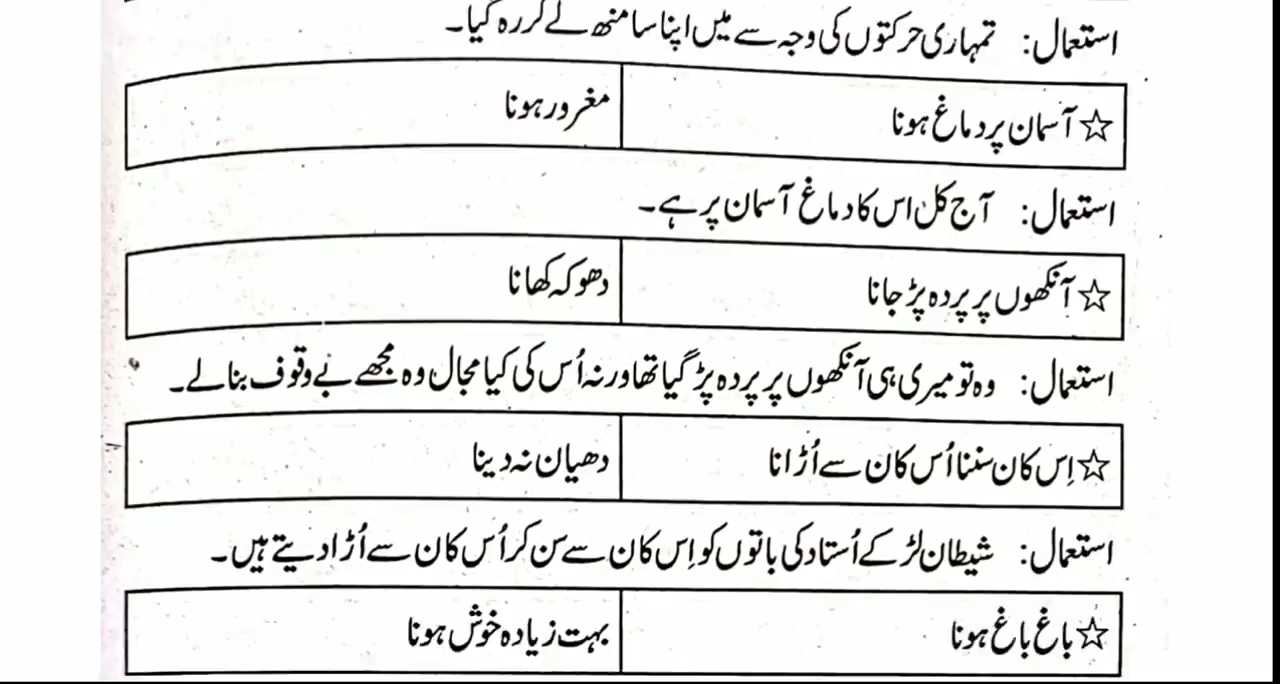 استعمال: تمہاری حرکتوں کی وجہ سے میں اپنا سا منھ لے کر رہ گیا۔
☆ آسمان پر دماغ ہونا مغرور ہونا
استعمال: آج کل اس کا دماغ آسمان پر ہے۔
☆ آنکھوں پر پردہ پڑ جانا دھوکہ کھانا
استعمال: وہ تو میری ہی آنکھوں پر پردہ پڑ گیا تھا ورنہ اُس کی کیا مجال وہ مجھے بے وقوف بنا لے۔
☆ اِس کان سننا اُس کان سے اُڑانا دھیان نہ دینا
استعمال: شیطان لڑکے اُستاد کی باتوں کو اِس کان سے سن کر اُس کان سے اُڑا دیتے ہیں۔
☆ باغ باغ ہونا بہت زیادہ خوش ہونا